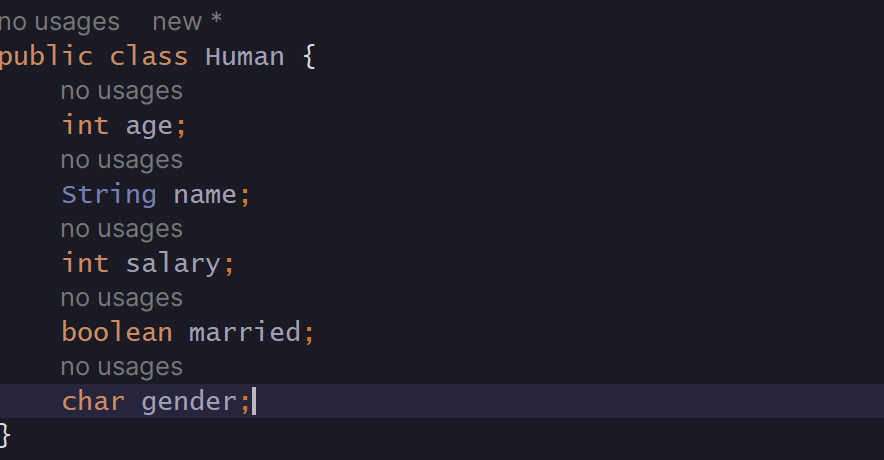 no usages new *
public class Human {
no usages
int age;
no usages
String name;
no usages
int salary;
no usages
boolean married;
no usages
char gender;
}